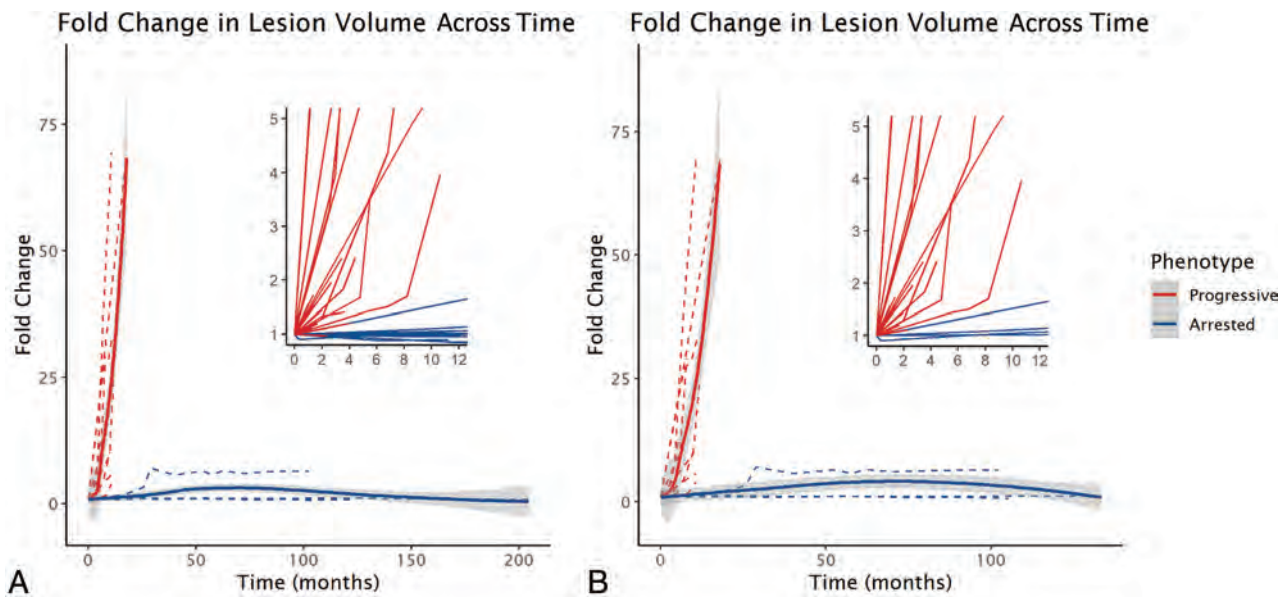 Fold Change in Lesion Volume Across Time
75
50
25
0
Fold Change
5
4
3
2
1
0 2 4 6 8 10 12
0 50 100 150 200
Time (months)
A
Fold Change in Lesion Volume Across Time
75
50
25
0
Fold Change
5
4
3
2
1
0 2 4 6 8 10 12
0 50 100
Time (months)
B
Phenotype
Progressive
Arrested